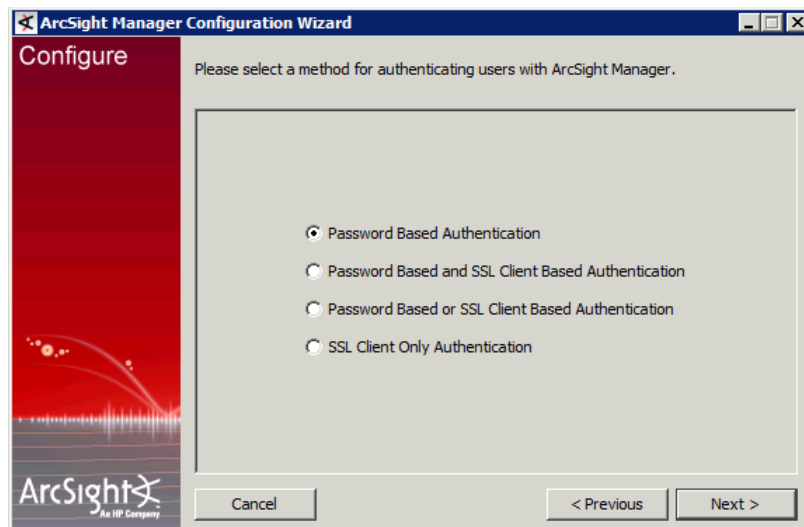 ArcSight Manager Configuration Wizard
Configure
Please select a method for authenticating users with ArcSight Manager.
Password Based Authentication
Password Based and SSL Client Based Authentication
Password Based or SSL Client Based Authentication
SSL Client Only Authentication
ArcSight
An HP Company
Cancel
< Previous
Next >